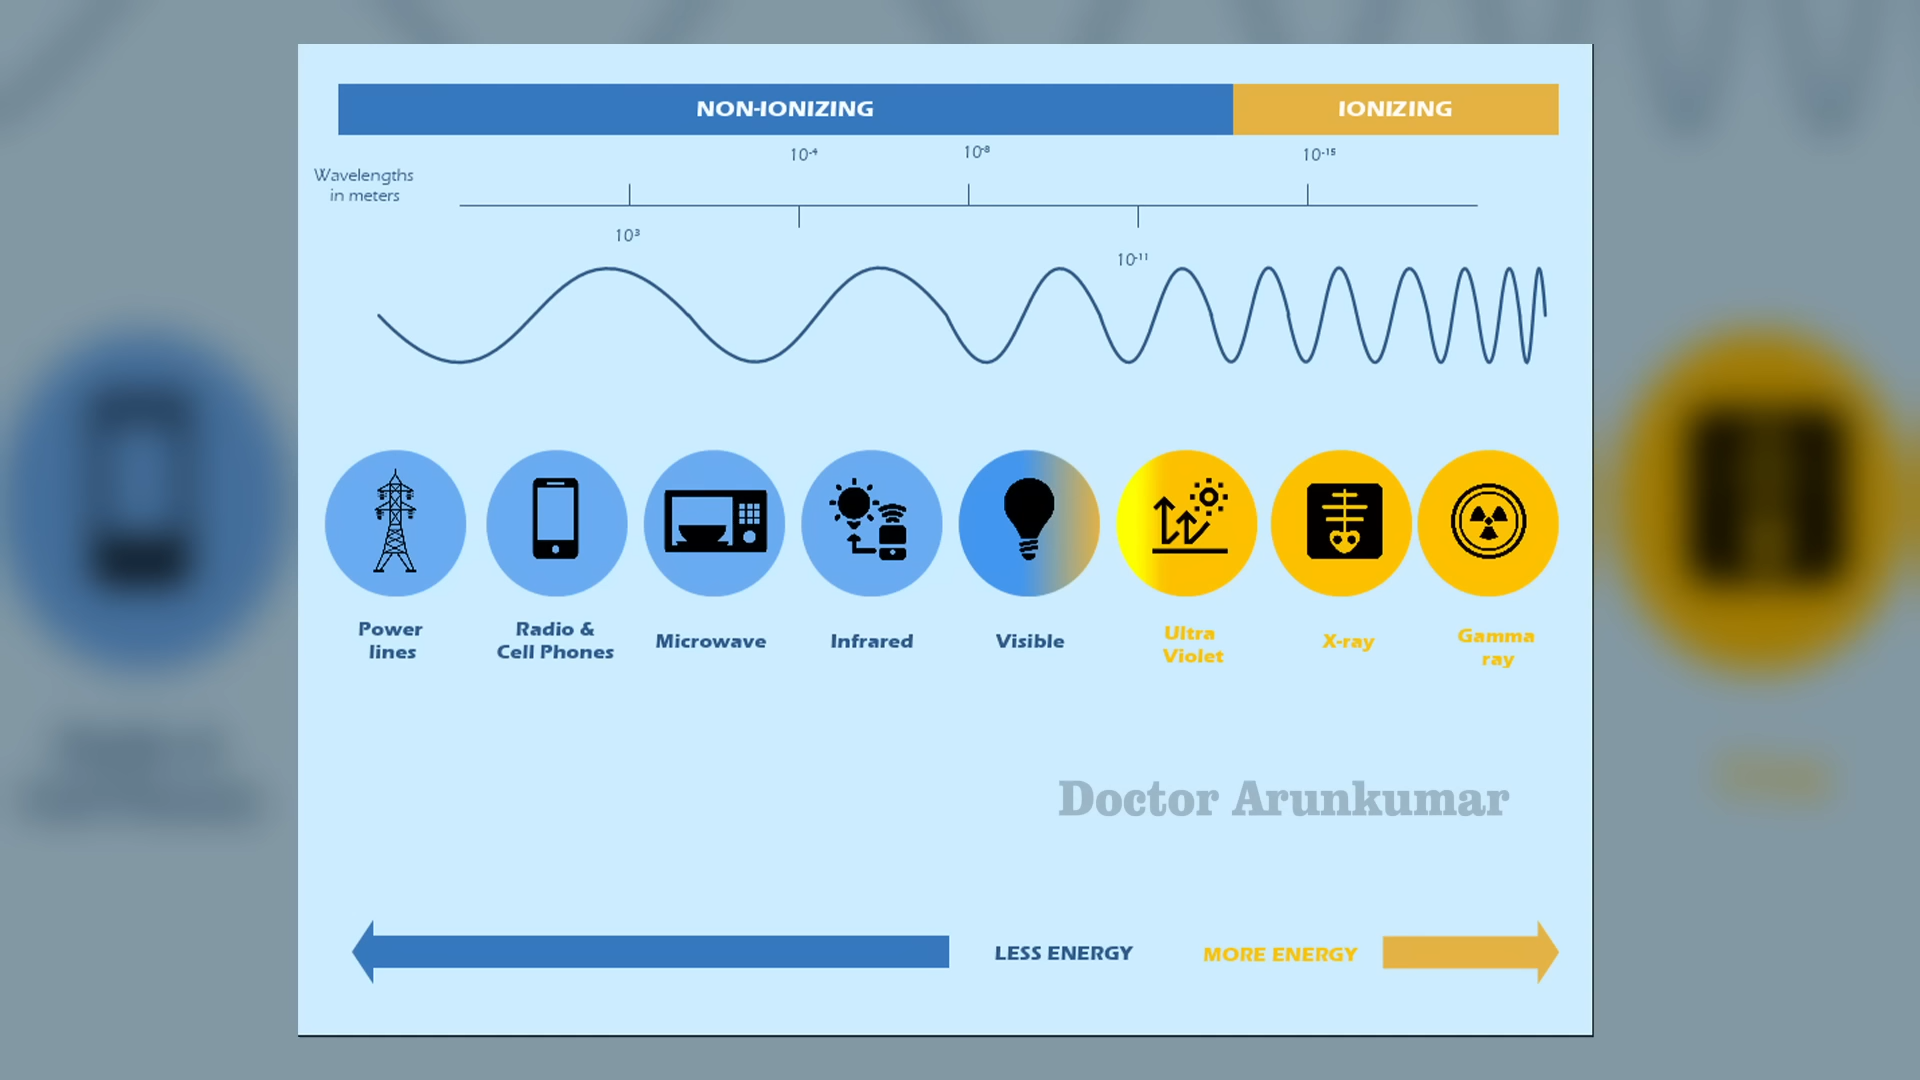 NON-IONIZING
IONIZING
10⁻⁴
10⁻⁸
10⁻¹⁵
Wavelengths
in meters
10³
10⁻¹¹
Power
lines
Radio &
Cell Phones
Microwave
Infrared
Visible
Ultra
Violet
X-ray
Gamma
ray
Doctor Arunkumar
LESS ENERGY
MORE ENERGY